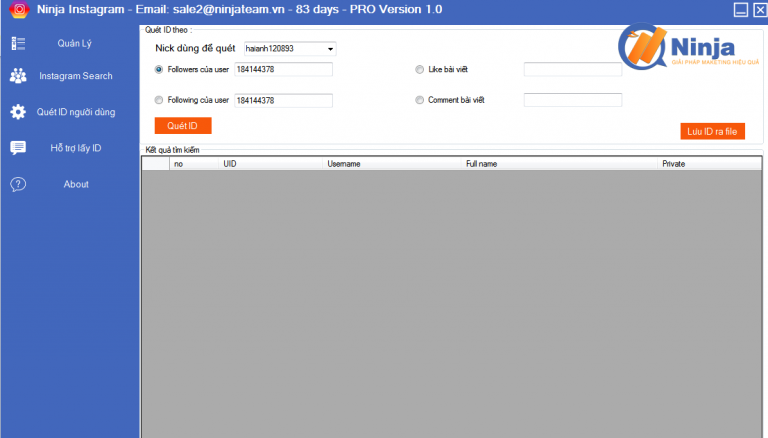 Ninja Instagram - Email: sale2@ninjateam.vn - 83 days - PRO Version 1.0
Quản Lý
Instagram Search
Quét ID người dùng
Hỗ trợ lấy ID
About
Quét ID theo :
Nick dùng để quét haianh120893
Followers của user 184144378 Like bài viết
Following của user 184144378 Comment bài viết
Quét ID
Lưu ID ra file
Ninja
GIẢI PHÁP MARKETING HIỆU QUẢ
Kết quả tìm kiếm
no UID Username Full name Private